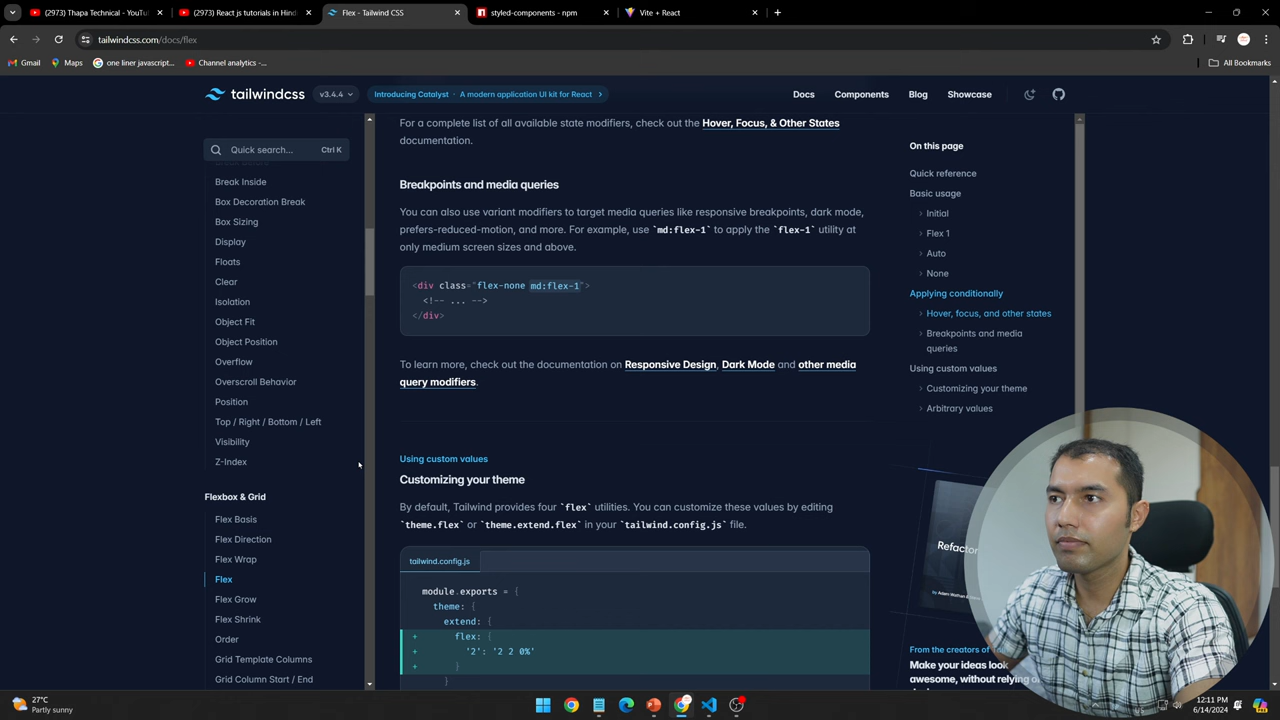 (2973) Thapa Technical - YouT
(2973) React js tutorials in Hind
Flex - Tailwind CSS
styled-components - npm
Vite + React
tailwindcss.com/docs/flex
Gmail
Maps
one liner javascript...
Channel analytics -...
All Bookmarks
tailwindcss
v3.4.4
Introducing Catalyst · A modern application UI kit for React
Docs
Components
Blog
Showcase
Quick search...
Ctrl K
Break Inside
Box Decoration Break
Box Sizing
Display
Floats
Clear
Isolation
Object Fit
Object Position
Overflow
Overscroll Behavior
Position
Top / Right / Bottom / Left
Visibility
Z-Index
Flexbox & Grid
Flex Basis
Flex Direction
Flex Wrap
Flex
Flex Grow
Flex Shrink
Order
Grid Template Columns
Grid Column Start / End
For a complete list of all available state modifiers, check out the Hover, Focus, & Other States
documentation.
Breakpoints and media queries
You can also use variant modifiers to target media queries like responsive breakpoints, dark mode,
prefers-reduced-motion, and more. For example, use `md:flex-1` to apply the `flex-1` utility at
only medium screen sizes and above.
<div class="flex-none md:flex-1">
<!-- ... -->
</div>
To learn more, check out the documentation on Responsive Design, Dark Mode and other media
query modifiers.
Using custom values
Customizing your theme
By default, Tailwind provides four `flex` utilities. You can customize these values by editing
`theme.flex` or `theme.extend.flex` in your `tailwind.config.js` file.
tailwind.config.js
module.exports = {
theme: {
extend: {
+ flex: {
+ '2': '2 2 0%'
+ }
}
On this page
Quick reference
Basic usage
Initial
Flex 1
Auto
None
Applying conditionally
Hover, focus, and other states
Breakpoints and media
queries
Using custom values
Customizing your theme
Arbitrary values
Refactor
From the creators of
Make your ideas look
awesome, without relying
27°C
Partly sunny
12:11 PM
6/14/2024